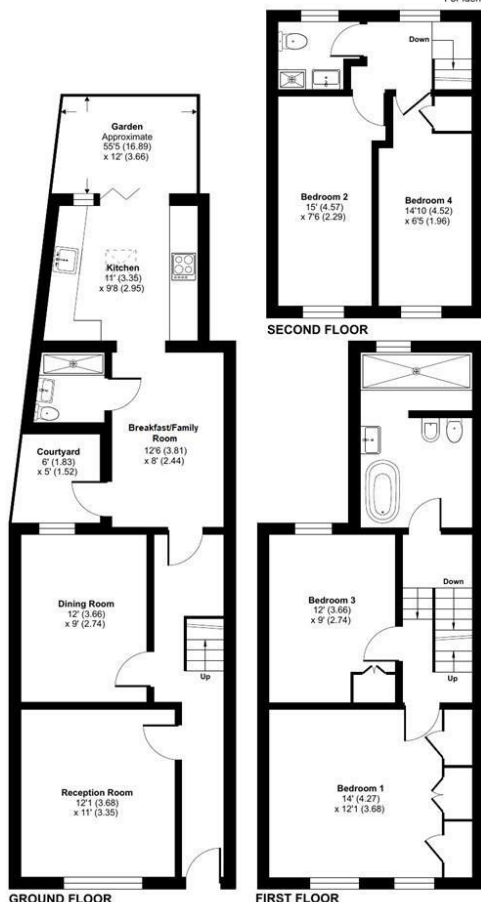 Garden
Approximate
55'5 (16.89)
x 12' (3.66)
Kitchen
11' (3.35)
x 9'8 (2.95)
Breakfast/Family
Room
12'6 (3.81)
x 8' (2.44)
Courtyard
6' (1.83)
x 5' (1.52)
Dining Room
12' (3.66)
x 9' (2.74)
Up
Reception Room
12'1 (3.68)
x 11' (3.35)
GROUND FLOOR
Down
Bedroom 2
15' (4.57)
x 7'6 (2.29)
Bedroom 4
14'10 (4.52)
x 6'5 (1.96)
SECOND FLOOR
Bedroom 3
12' (3.66)
x 9' (2.74)
Down
Up
Bedroom 1
14' (4.27)
x 12'1 (3.68)
FIRST FLOOR